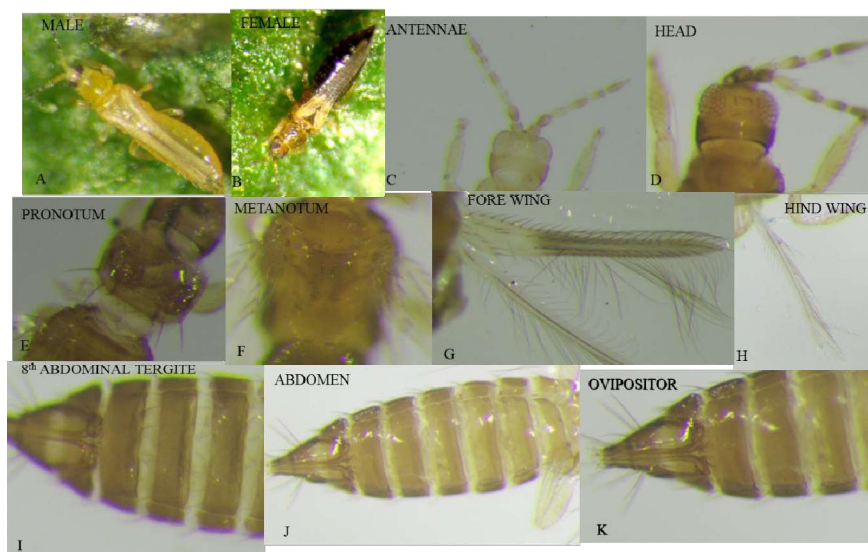 MALE
A
FEMALE
B
ANTENNAE
C
HEAD
D
PRONOTUM
E
METANOTUM
F
FORE WING
G
HIND WING
H
8th ABDOMINAL TERGITE
I
ABDOMEN
J
OVIPOSITOR
K